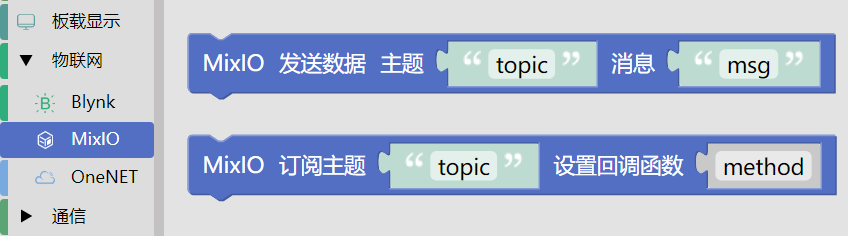 板载显示
物联网
Blynk
MixIO
OneNET
通信
MixIO 发送数据 主题 “ topic ” 消息 “ msg ”
MixIO 订阅主题 “ topic ” 设置回调函数 method